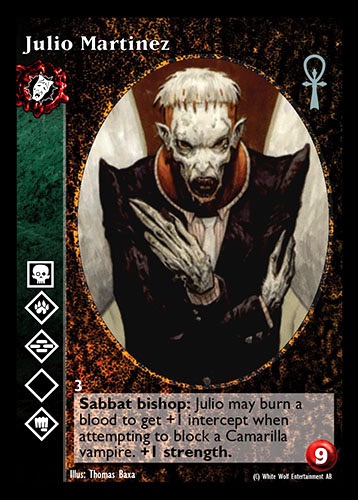 Julio Martinez
3
Sabbat bishop: Julio may burn a
blood to get +1 intercept when
attempting to block a Camarilla
vampire. +1 strength.
9
Illus: Thomas Baxa
(C) White Wolf Entertainment AB